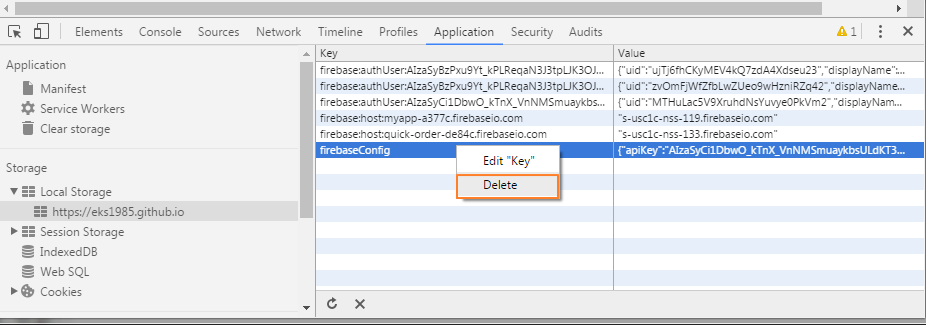 Elements Console Sources Network Timeline Profiles Application Security Audits 1
Application
Manifest
Service Workers
Clear storage
Storage
Local Storage
https://eks1985.github.io
Session Storage
IndexedDB
Web SQL
Cookies
Key Value
firebase:authUser:AIzaSyBzPxu9Yt_kPLReqaN3J3tpLJK3OJ... {"uid":"ujTj6fhCKyMEV4kQ7zdA4Xdseu23","displayName":...
firebase:authUser:AIzaSyBzPxu9Yt_kPLReqaN3J3tpLJK3OJ... {"uid":"zvOmFjWfZfbLwZUeo9wHzniRZq42","displayNam...
firebase:authUser:AIzaSyCi1DbwO_kTnX_VnNMSmuaykbs... {"uid":"MTHuLac5V9XruhdNsYuvye0PkVm2","displayNa...
firebase:host:myapp-a377c.firebaseio.com "s-usc1c-nss-119.firebaseio.com"
firebase:host:quick-order-de84c.firebaseio.com "s-usc1c-nss-133.firebaseio.com"
firebaseConfig {"apiKey":"AIzaSyCi1DbwO_kTnX_VnNMSmuaykbsULdKT3...
Edit "Key"
Delete